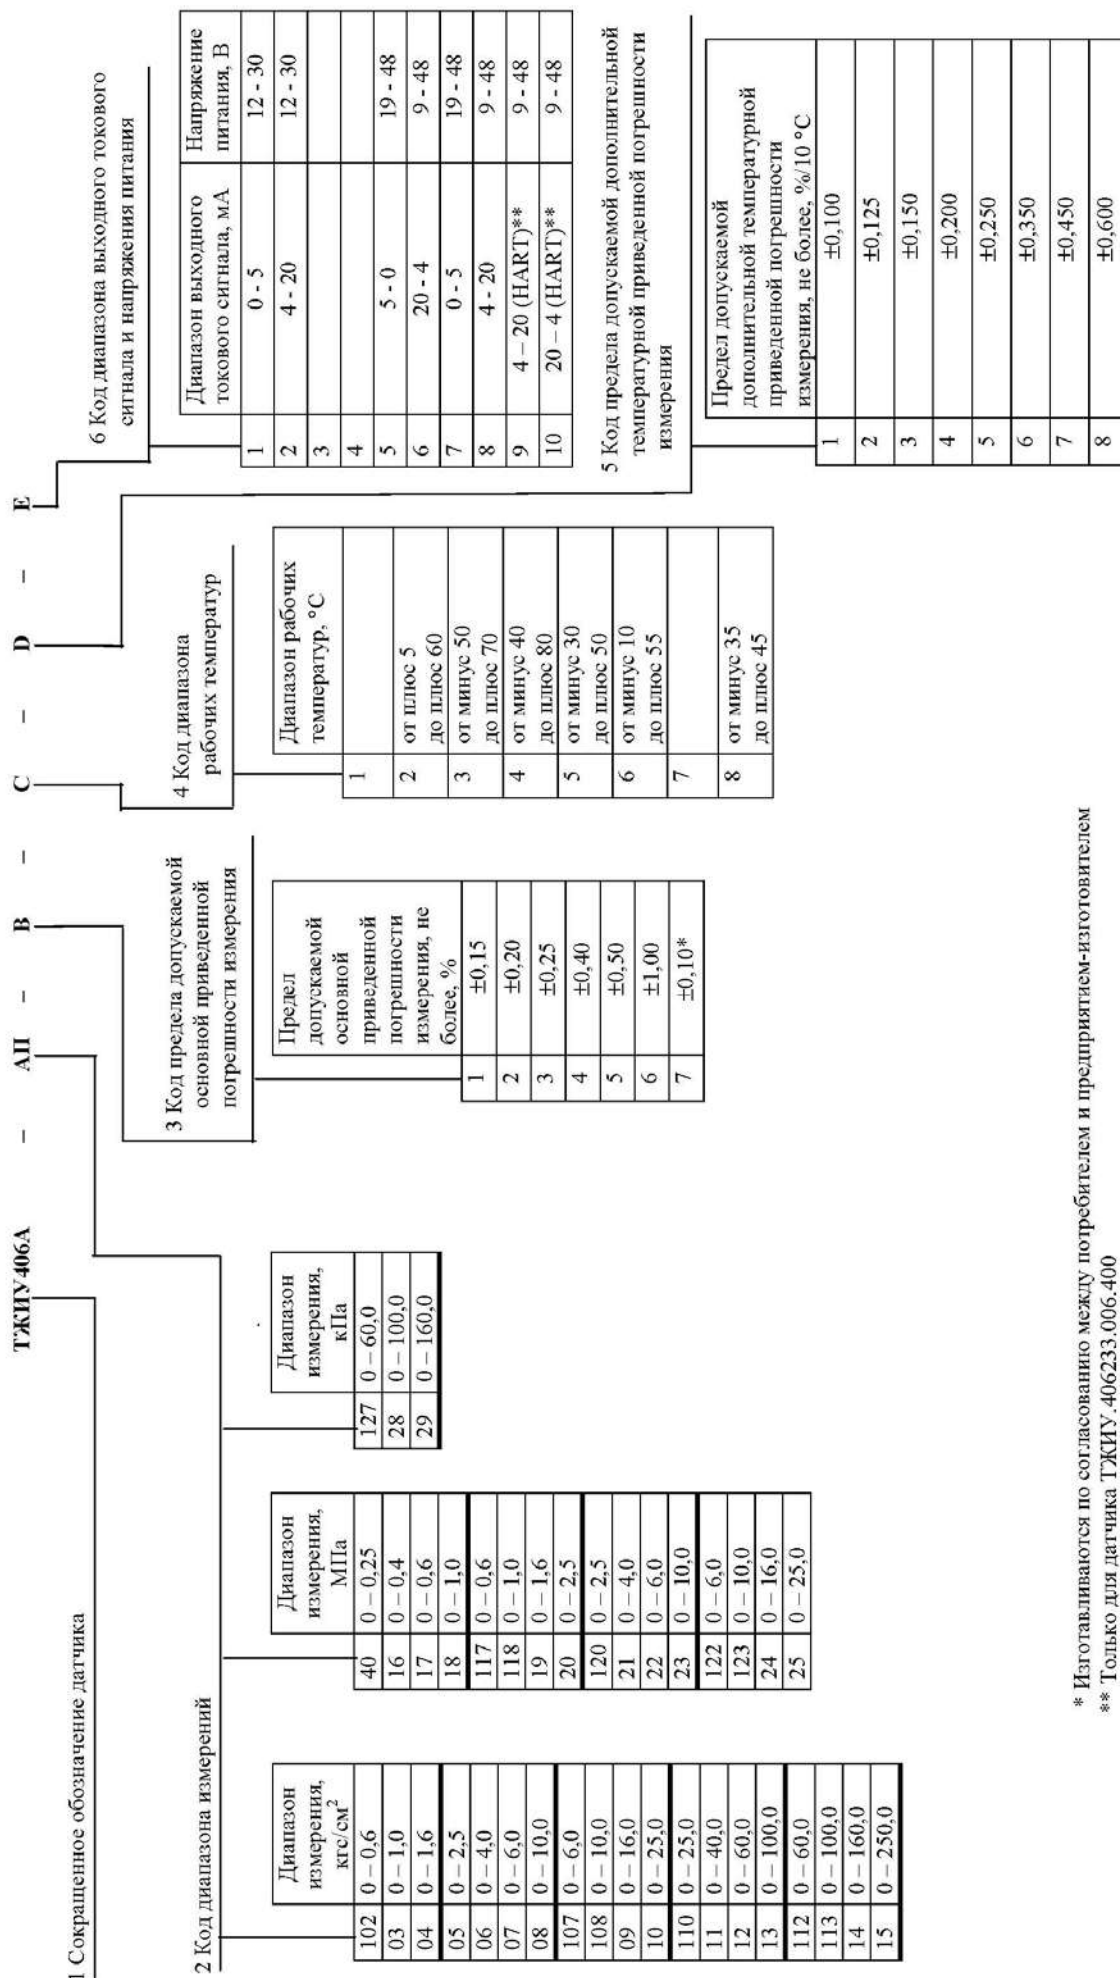 ТЖИУ406А – АП – В – С – D – Е
1 Сокращенное обозначение датчика
2 Код диапазона измерений
Диапазон
измерения,
кгс/см²
102 0 – 0,6
03 0 – 1,0
04 0 – 1,6
05 0 – 2,5
06 0 – 4,0
07 0 – 6,0
08 0 – 10,0
107 0 – 6,0
108 0 – 10,0
09 0 – 16,0
10 0 – 25,0
110 0 – 25,0
11 0 – 40,0
12 0 – 60,0
13 0 – 100,0
112 0 – 60,0
113 0 – 100,0
14 0 – 160,0
15 0 – 250,0
Диапазон
измерения,
МПа
40 0 – 0,25
16 0 – 0,4
17 0 – 0,6
18 0 – 1,0
117 0 – 0,6
118 0 – 1,0
19 0 – 1,6
20 0 – 2,5
120 0 – 2,5
21 0 – 4,0
22 0 – 6,0
23 0 – 10,0
122 0 – 6,0
123 0 – 10,0
24 0 – 16,0
25 0 – 25,0
Диапазон
измерения,
кПа
127 0 – 60,0
28 0 – 100,0
29 0 – 160,0
3 Код предела допускаемой
основной приведенной
погрешности измерения
Предел
допускаемой
основной
приведенной
погрешности
измерения, не
более, %
1 ±0,15
2 ±0,20
3 ±0,25
4 ±0,40
5 ±0,50
6 ±1,00
7 ±0,10*
4 Код диапазона
рабочих температур
Диапазон рабочих
температур, °С
1
2 от плюс 5
до плюс 60
3 от минус 50
до плюс 70
4 от минус 40
до плюс 80
5 от минус 30
до плюс 50
6 от минус 10
до плюс 55
7
8 от минус 35
до плюс 45
6 Код диапазона выходного токового
сигнала и напряжения питания
Диапазон выходного Напряжение
токового сигнала, мА питания, В
1 0 - 5 12 - 30
2 4 - 20 12 - 30
3
4
5 5 - 0 19 - 48
6 20 - 4 9 - 48
7 0 - 5 19 - 48
8 4 - 20 9 - 48
9 4 – 20 (HART)** 9 - 48
10 20 – 4 (HART)** 9 - 48
5 Код предела допускаемой дополнительной
температурной приведенной погрешности
измерения
Предел допускаемой
дополнительной температурной
приведенной погрешности
измерения, не более, %/10 °С
1 ±0,100
2 ±0,125
3 ±0,150
4 ±0,200
5 ±0,250
6 ±0,350
7 ±0,450
8 ±0,600
* Изготавливаются по согласованию между потребителем и предприятием-изготовителем
** Только для датчика ТЖИУ.406233.006.400